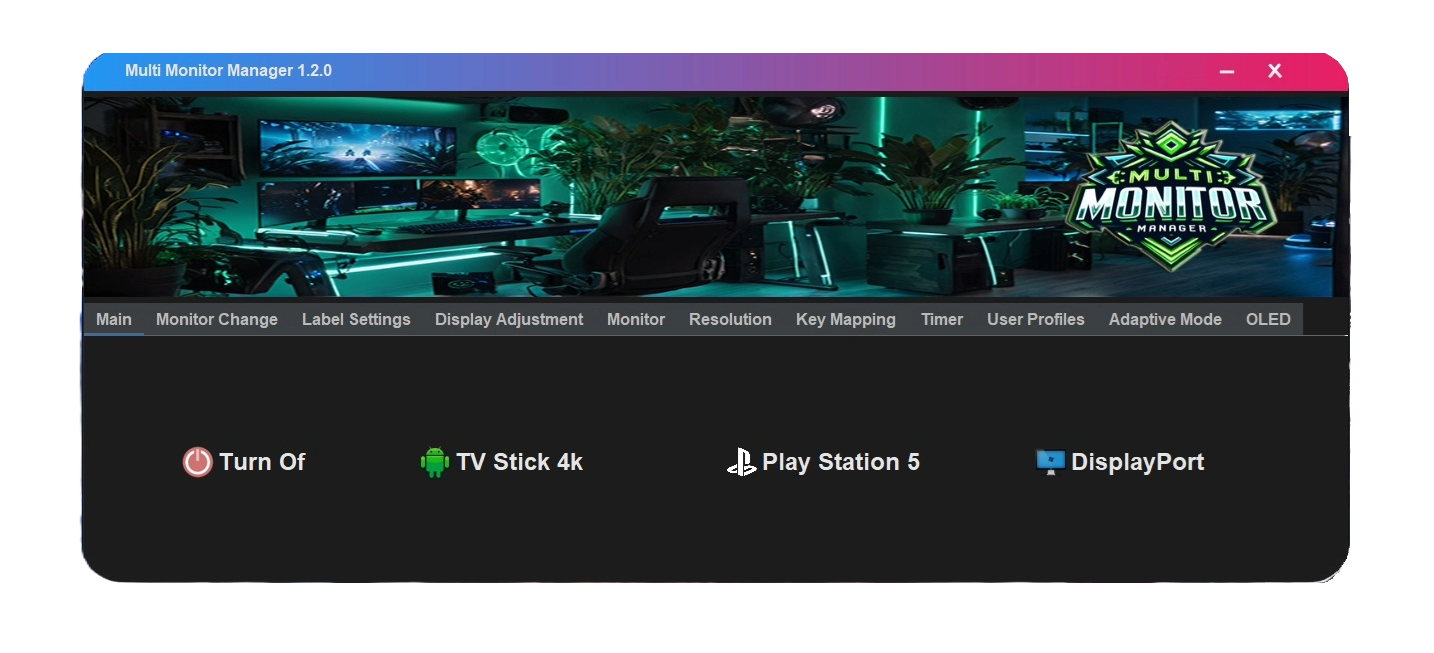 Multi Monitor Manager 1.2.0
MULTI
MONITOR
MANAGER
Main Monitor Change Label Settings Display Adjustment Monitor Resolution Key Mapping Timer User Profiles Adaptive Mode OLED
Turn Of TV Stick 4k Play Station 5 DisplayPort